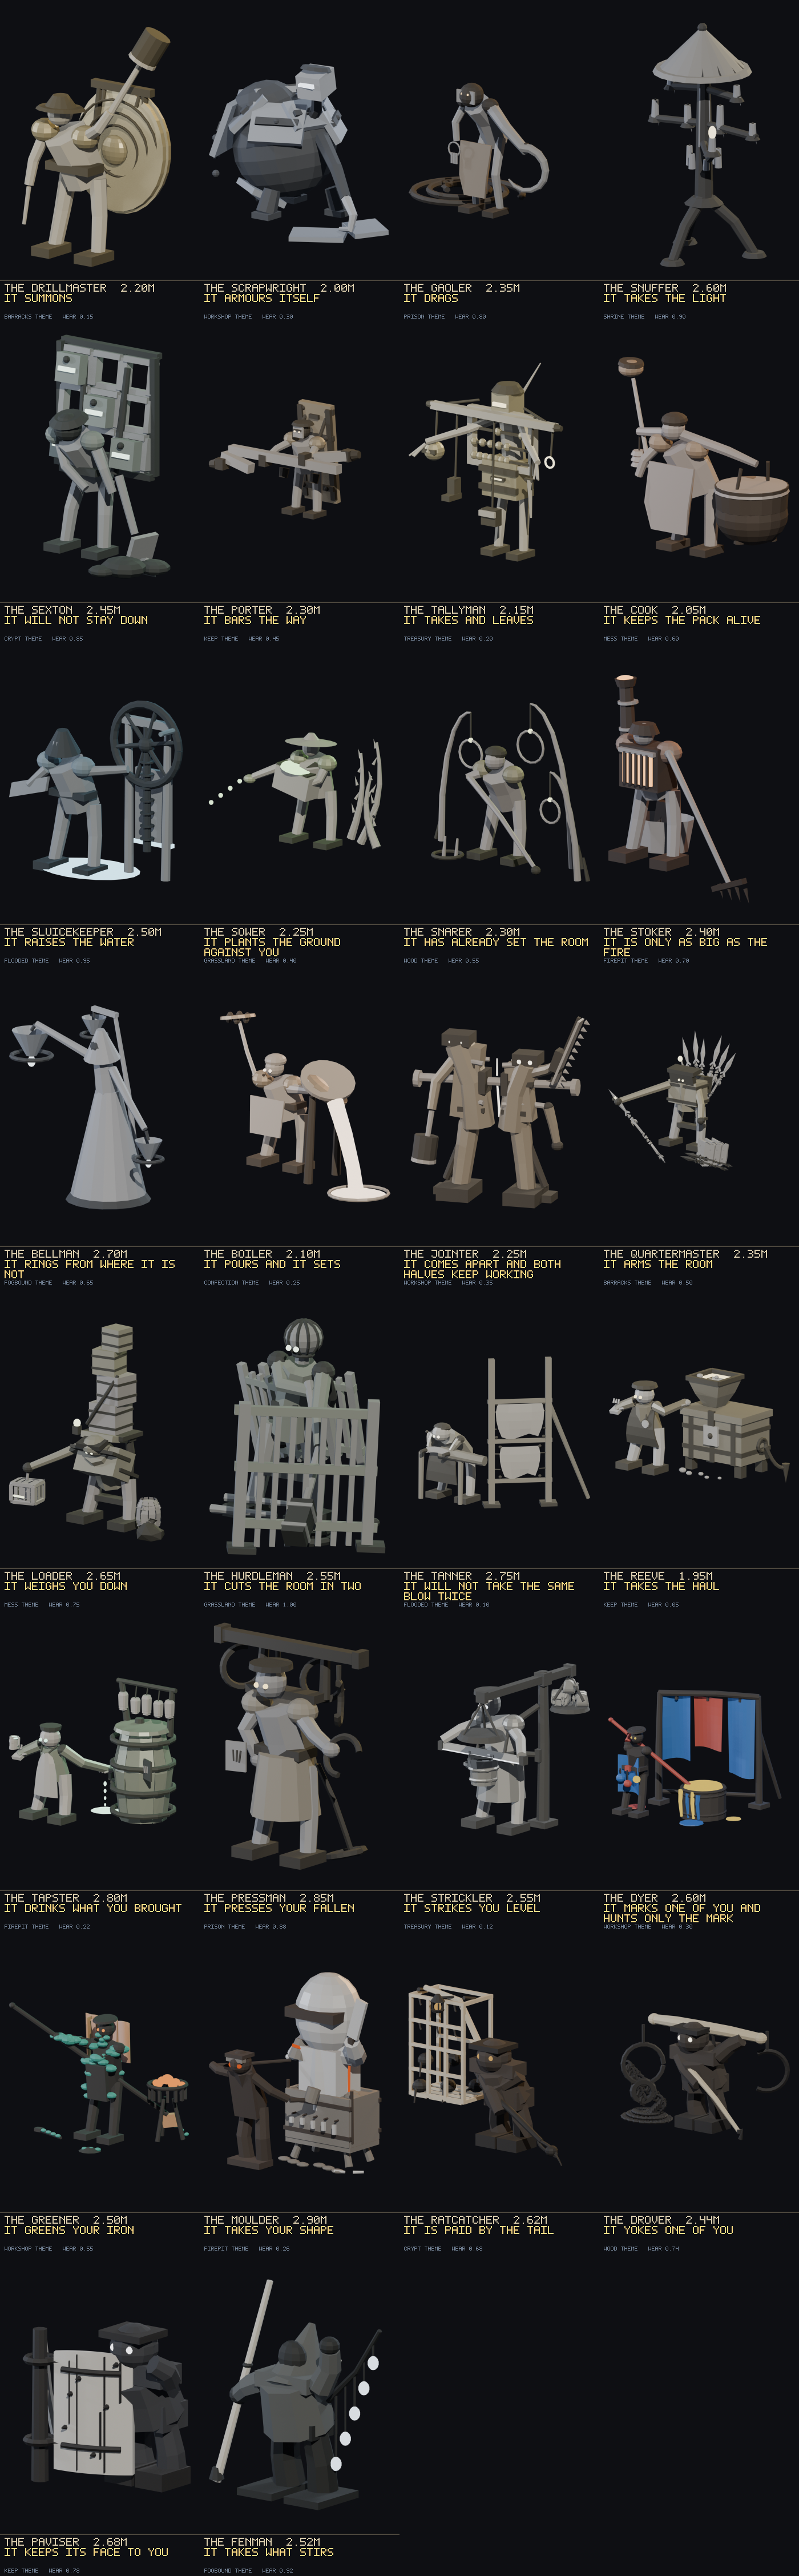 THE DRILLMASTER 2.20M
IT SUMMONS
BARRACKS THEME WEAR 0.15
THE SCRAPWRIGHT 2.00M
IT ARMOURS ITSELF
WORKSHOP THEME WEAR 0.30
THE GAOLER 2.35M
IT DRAGS
PRISON THEME WEAR 0.80
THE SNUFFER 2.60M
IT TAKES THE LIGHT
SHRINE THEME WEAR 0.90
THE SEXTON 2.45M
IT WILL NOT STAY DOWN
CRYPT THEME WEAR 0.85
THE PORTER 2.30M
IT BARS THE WAY
KEEP THEME WEAR 0.45
THE TALLYMAN 2.15M
IT TAKES AND LEAVES
TREASURY THEME WEAR 0.20
THE COOK 2.05M
IT KEEPS THE PACK ALIVE
MESS THEME WEAR 0.60
THE SLUICEKEEPER 2.50M
IT RAISES THE WATER
FLOODED THEME WEAR 0.95
THE SOWER 2.25M
IT PLANTS THE GROUND
AGAINST YOU
GRASSLAND THEME WEAR 0.40
THE SNARER 2.30M
IT HAS ALREADY SET THE ROOM
WOOD THEME WEAR 0.55
THE STOKER 2.40M
IT IS ONLY AS BIG AS THE
FIRE
FIREPIT THEME WEAR 0.70
THE BELLMAN 2.70M
IT RINGS FROM WHERE IT IS
NOT
FOGBOUND THEME WEAR 0.65
THE BOILER 2.10M
IT POURS AND IT SETS
CONFECTION THEME WEAR 0.25
THE JOINTER 2.25M
IT COMES APART AND BOTH
HALVES KEEP WORKING
WORKSHOP THEME WEAR 0.35
THE QUARTERMASTER 2.35M
IT ARMS THE ROOM
BARRACKS THEME WEAR 0.50
THE LOADER 2.65M
IT WEIGHS YOU DOWN
MESS THEME WEAR 0.75
THE HURDLEMAN 2.55M
IT CUTS THE ROOM IN TWO
GRASSLAND THEME WEAR 1.00
THE TANNER 2.75M
IT WILL NOT TAKE THE SAME
BLOW TWICE
FLOODED THEME WEAR 0.10
THE REEVE 1.95M
IT TAKES THE HAUL
KEEP THEME WEAR 0.05
THE TAPSTER 2.80M
IT DRINKS WHAT YOU BROUGHT
FIREPIT THEME WEAR 0.22
THE PRESSMAN 2.85M
IT PRESSES YOUR FALLEN
PRISON THEME WEAR 0.88
THE STRICKLER 2.55M
IT STRIKES YOU LEVEL
TREASURY THEME WEAR 0.12
THE DYER 2.60M
IT MARKS ONE OF YOU AND
HUNTS ONLY THE MARK
WORKSHOP THEME WEAR 0.30
THE GREENER 2.50M
IT GREENS YOUR IRON
WORKSHOP THEME WEAR 0.55
THE MOULDER 2.90M
IT TAKES YOUR SHAPE
FIREPIT THEME WEAR 0.26
THE RATCATCHER 2.62M
IT IS PAID BY THE TAIL
CRYPT THEME WEAR 0.68
THE DROVER 2.44M
IT YOKES ONE OF YOU
WOOD THEME WEAR 0.74
THE PAVISER 2.68M
IT KEEPS ITS FACE TO YOU
KEEP THEME WEAR 0.78
THE FENMAN 2.52M
IT TAKES WHAT STIRS
FOGBOUND THEME WEAR 0.92